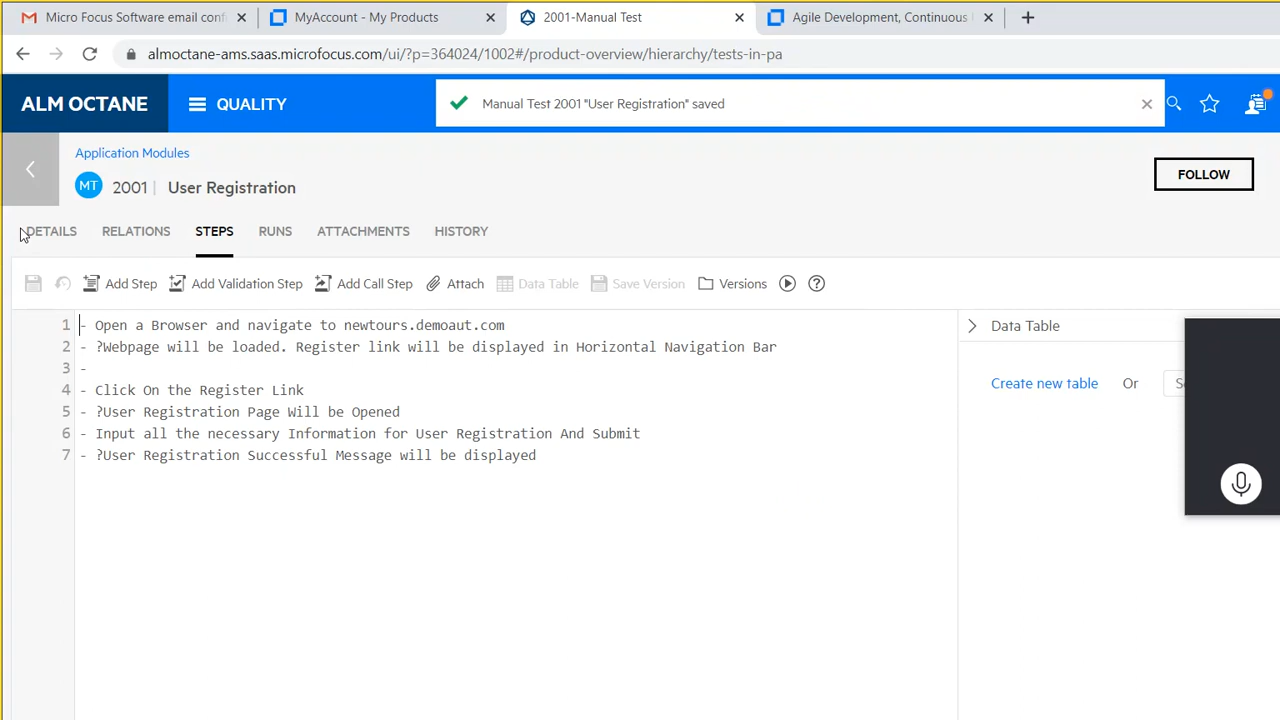 Micro Focus Software email conf
MyAccount - My Products
2001-Manual Test
Agile Development, Continuous
almoctane-ams.saas.microfocus.com/ui/?p=364024/1002#/product-overview/hierarchy/tests-in-pa
ALM OCTANE
QUALITY
Manual Test 2001 "User Registration" saved
Application Modules
MT 2001 | User Registration
FOLLOW
DETAILS RELATIONS STEPS RUNS ATTACHMENTS HISTORY
Add Step Add Validation Step Add Call Step Attach Data Table Save Version Versions ?
1 - Open a Browser and navigate to newtours.demoaut.com
2 - ?Webpage will be loaded. Register link will be displayed in Horizontal Navigation Bar
3 -
4 - Click On the Register Link
5 - ?User Registration Page Will be Opened
6 - Input all the necessary Information for User Registration And Submit
7 - ?User Registration Successful Message will be displayed
Data Table
Create new table Or